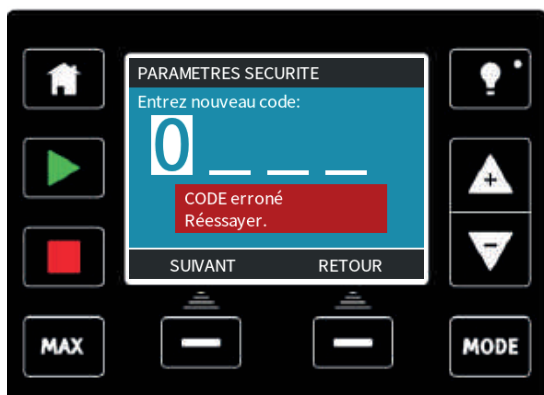 PARAMETRES SECURITE
Entrez nouveau code:
0 _ _ _
CODE erroné
Réessayer.
SUIVANT RETOUR
MAX
MODE